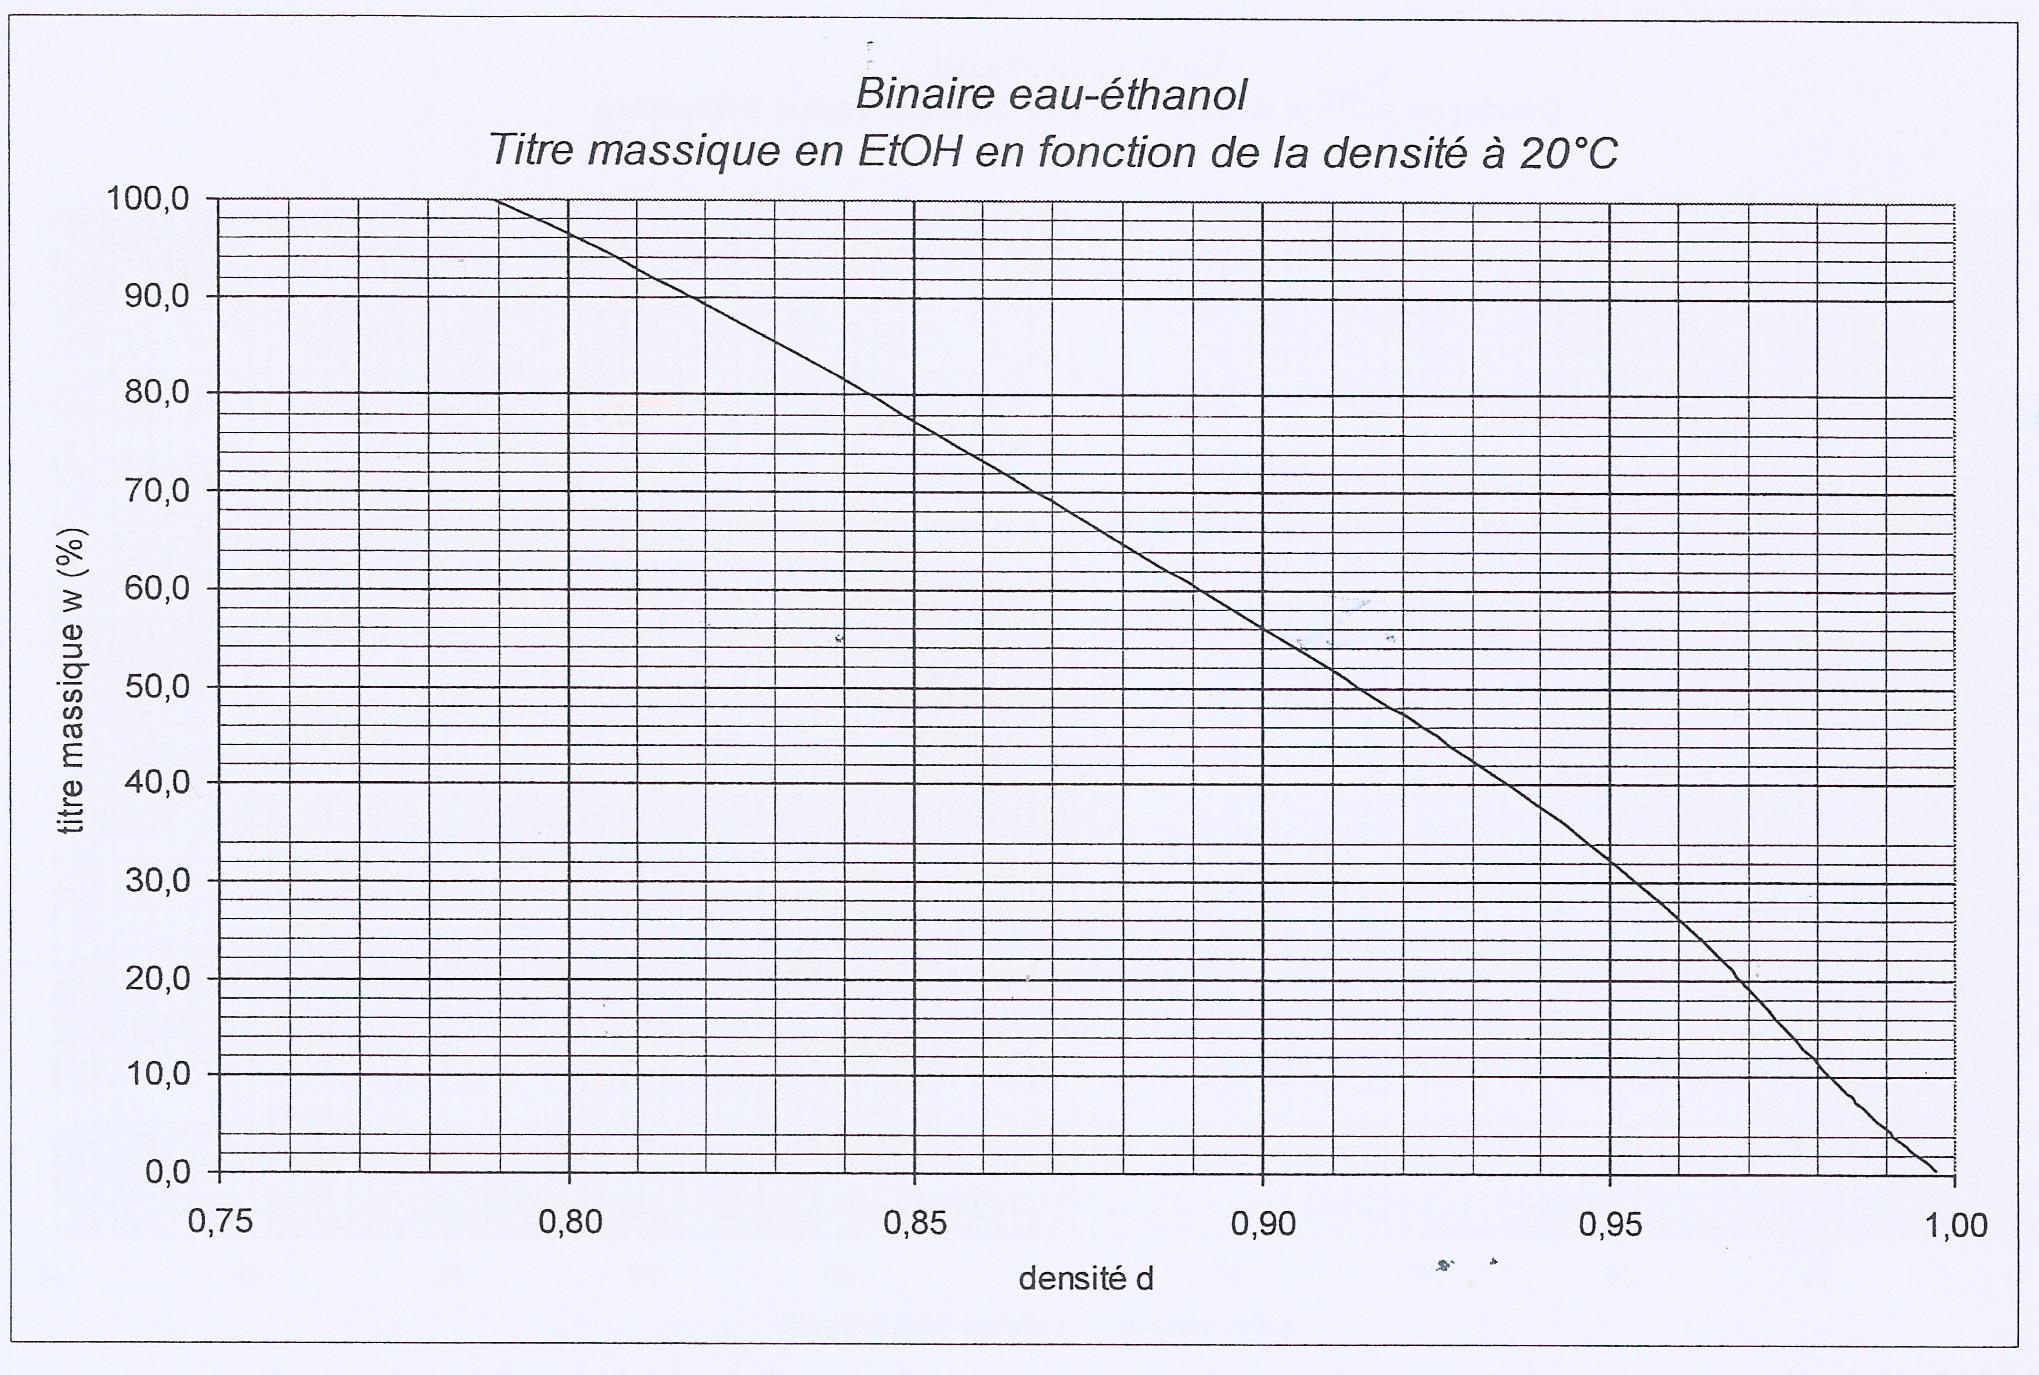 Binaire eau-éthanol
Titre massique en EtOH en fonction de la densité à 20°C
100,0
90,0
80,0
70,0
60,0
50,0
40,0
30,0
20,0
10,0
0,0
titre massique w (%)
0,75 0,80 0,85 0,90 0,95 1,00
densité d